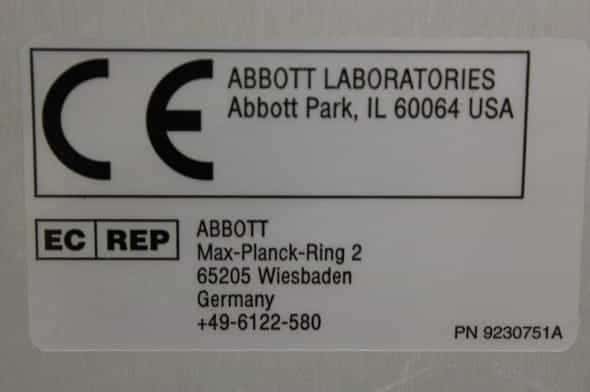 CE
ABBOTT LABORATORIES
Abbott Park, IL 60064 USA
EC REP
ABBOTT
Max-Planck-Ring 2
65205 Wiesbaden
Germany
+49-6122-580
PN 9230751A